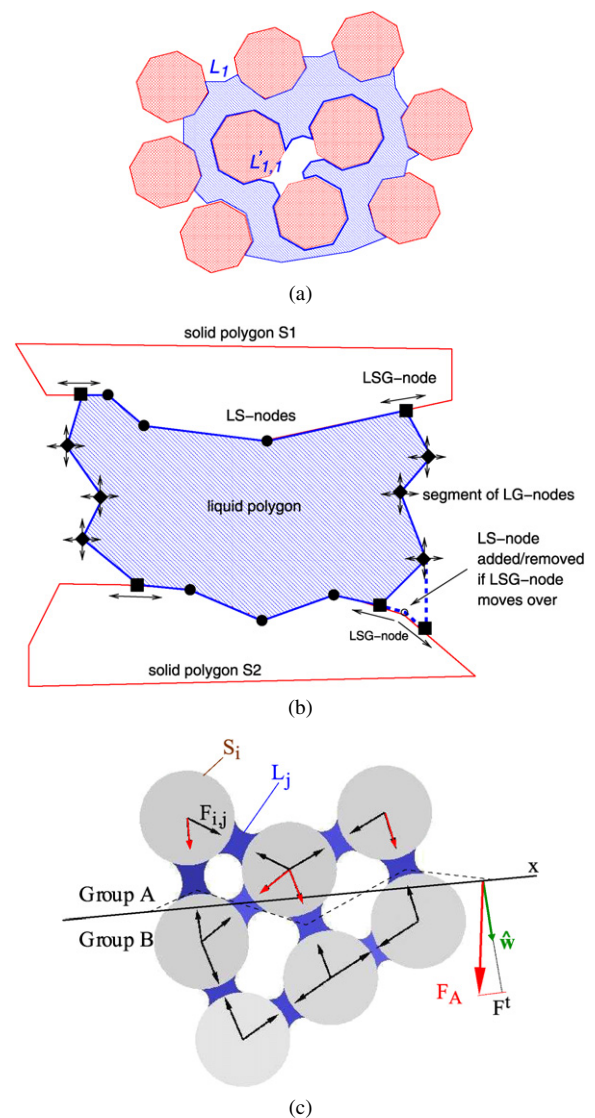 L₁
L'₁,₁
(a)
solid polygon S1
LSG-node
LS-nodes
liquid polygon
segment of LG-nodes
LS-node
added/removed
if LSG-node
moves over
LSG-node
solid polygon S2
(b)
Sᵢ
Lⱼ
Fᵢ,ⱼ
x
Group A
Group B
ŵ
F_A
Fᵗ
(c)